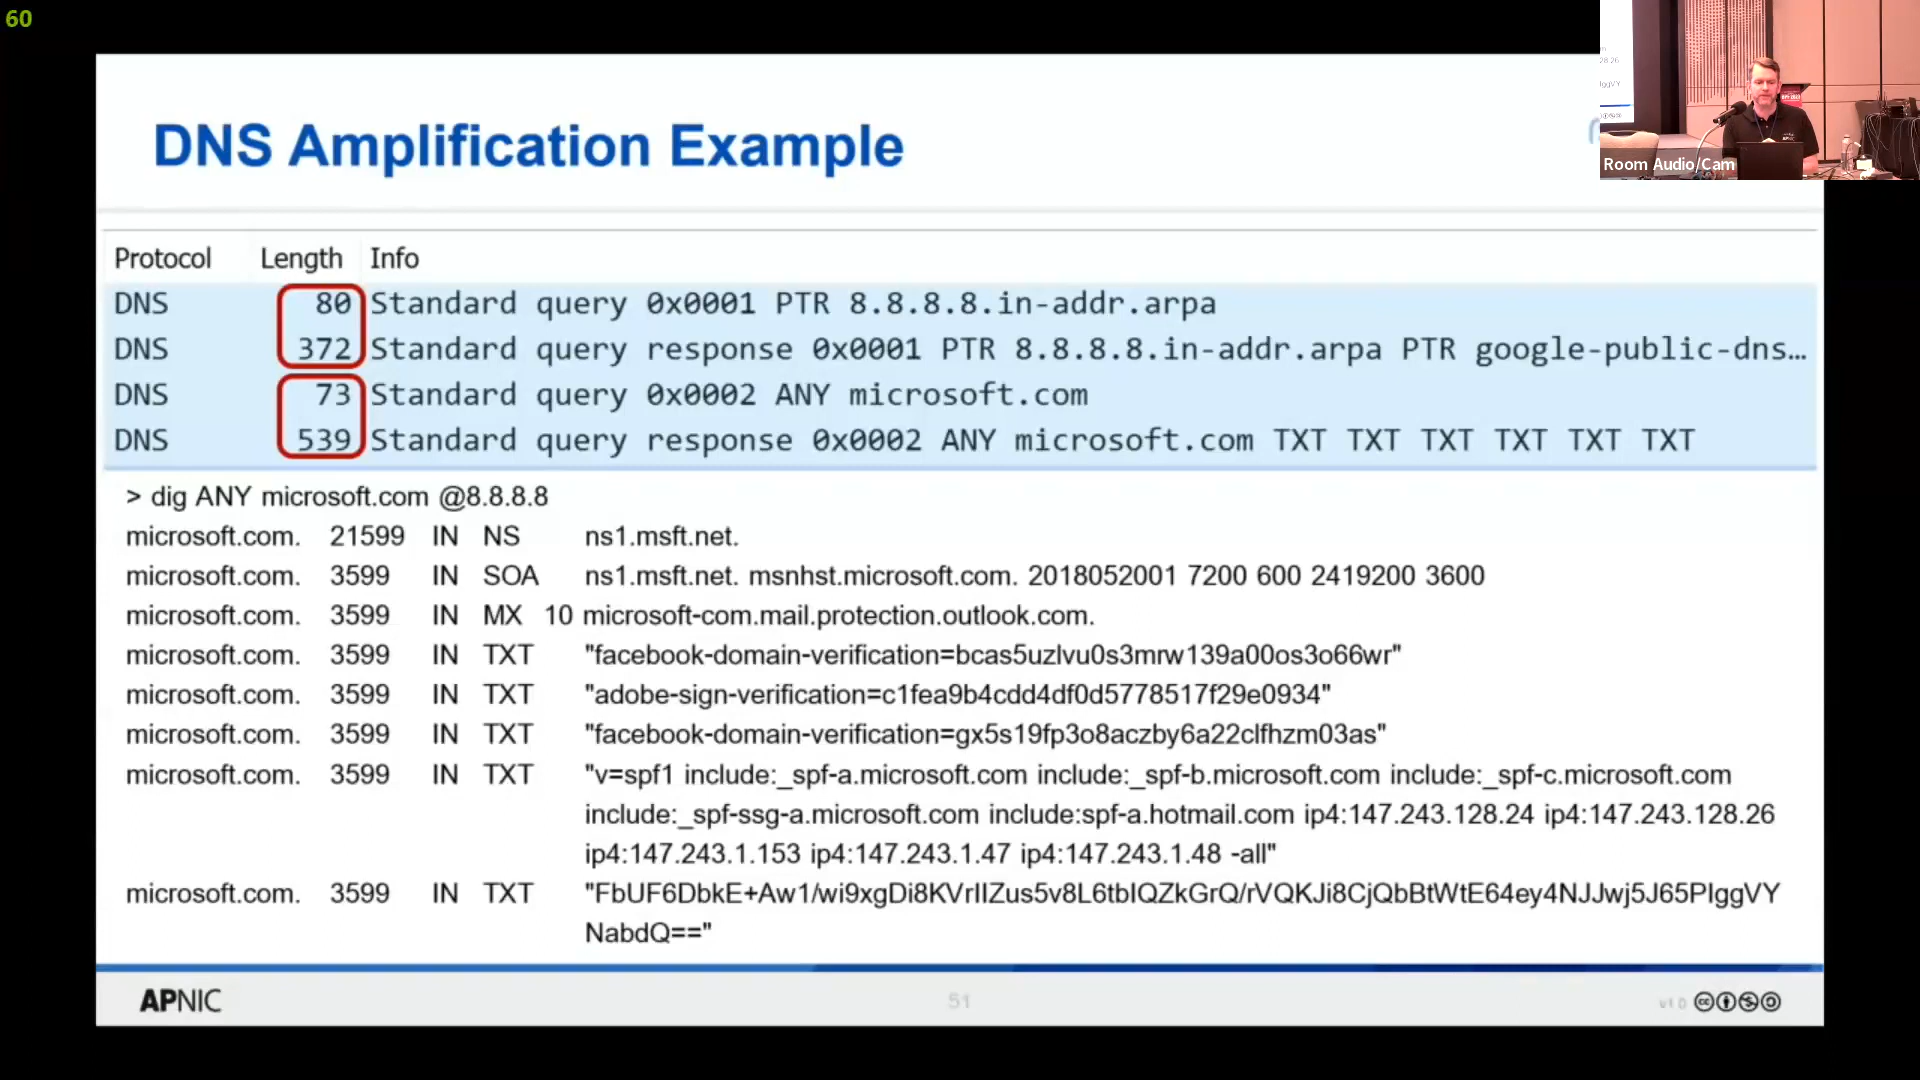 60
DNS Amplification Example
Room Audio/Cam
Protocol Length Info
DNS 80 Standard query 0x0001 PTR 8.8.8.8.in-addr.arpa
DNS 372 Standard query response 0x0001 PTR 8.8.8.8.in-addr.arpa PTR google-public-dns…
DNS 73 Standard query 0x0002 ANY microsoft.com
DNS 539 Standard query response 0x0002 ANY microsoft.com TXT TXT TXT TXT TXT TXT
> dig ANY microsoft.com @8.8.8.8
microsoft.com. 21599 IN NS ns1.msft.net.
microsoft.com. 3599 IN SOA ns1.msft.net. msnhst.microsoft.com. 2018052001 7200 600 2419200 3600
microsoft.com. 3599 IN MX 10 microsoft-com.mail.protection.outlook.com.
microsoft.com. 3599 IN TXT "facebook-domain-verification=bcas5uzlvu0s3mrw139a00os3o66wr"
microsoft.com. 3599 IN TXT "adobe-sign-verification=c1fea9b4cdd4df0d5778517f29e0934"
microsoft.com. 3599 IN TXT "facebook-domain-verification=gx5s19fp3o8aczby6a22clfhzm03as"
microsoft.com. 3599 IN TXT "v=spf1 include:_spf-a.microsoft.com include:_spf-b.microsoft.com include:_spf-c.microsoft.com
include:_spf-ssg-a.microsoft.com include:spf-a.hotmail.com ip4:147.243.128.24 ip4:147.243.128.26
ip4:147.243.1.153 ip4:147.243.1.47 ip4:147.243.1.48 -all"
microsoft.com. 3599 IN TXT "FbUF6DbkE+Aw1/wi9xgDi8KVrIIZus5v8L6tbIQZkGrQ/rVQKJi8CjQbBtWtE64ey4NJJwj5J65PIggVY
NabdQ=="
APNIC
51
v1.0